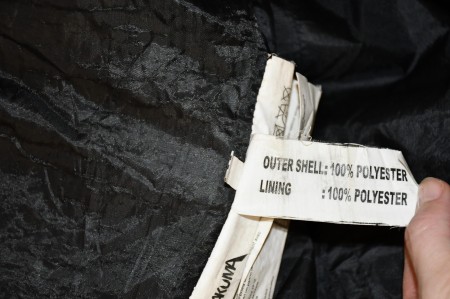 OUTER SHELL: 100% POLYESTER
LINING : 100% POLYESTER